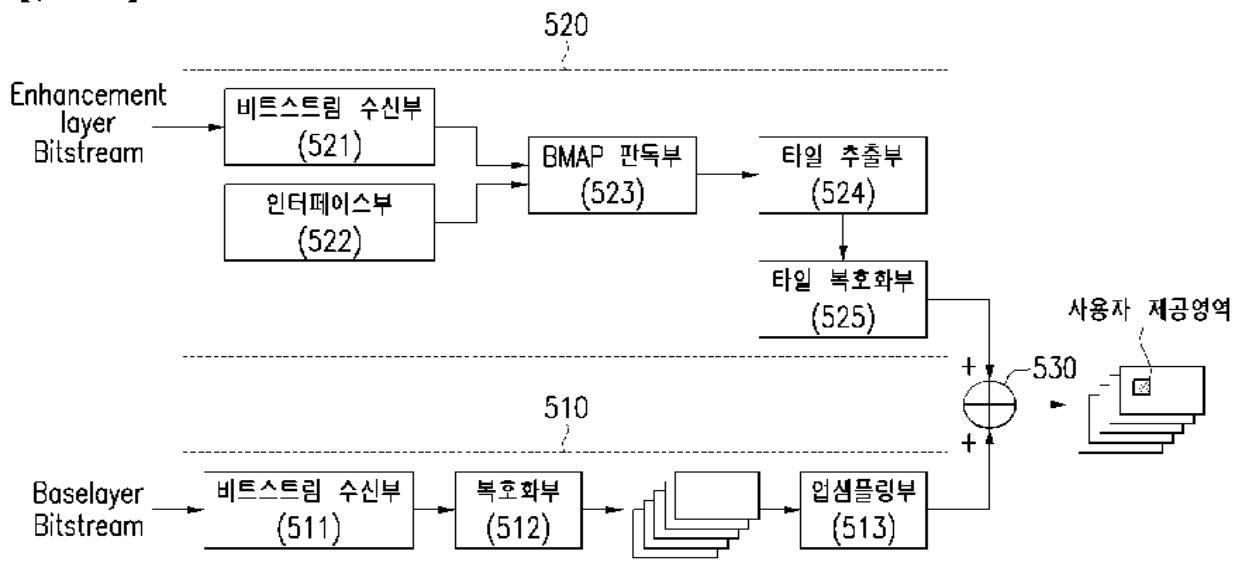 520
Enhancement
layer
Bitstream
비트스트림 수신부
(521)
인터페이스부
(522)
BMAP 판독부
(523)
타일 추출부
(524)
타일 복호화부
(525)
사용자 제공영역
+
530
+
510
Baselayer
Bitstream
비트스트림 수신부
(511)
복호화부
(512)
업샘플링부
(513)